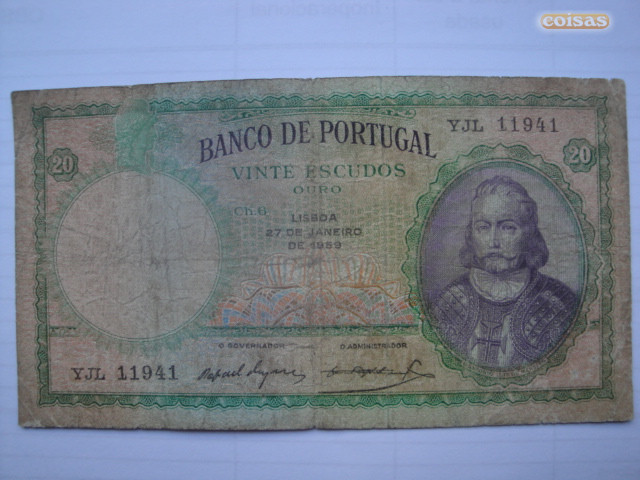 coisas
BANCO DE PORTUGAL
YJL 11941
20
VINTE ESCUDOS
20
OURO
Ch.6
LISBOA
27 DE JANEIRO
DE 1959
O GOVERNADOR
O ADMINISTRADOR
YJL 11941